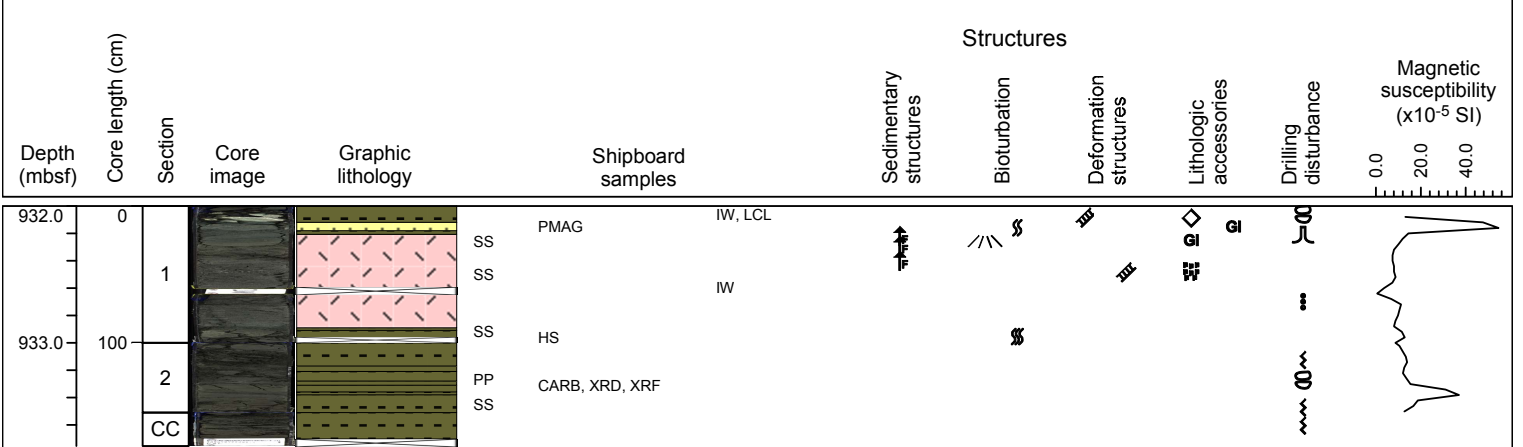 Structures
Depth
(mbsf)
Core length (cm)
Section
Core
image
Graphic
lithology
Shipboard
samples
Sedimentary
structures
Bioturbation
Deformation
structures
Lithologic
accessories
Drilling
disturbance
Magnetic
susceptibility
(x10-5 SI)
0.0
20.0
40.0
932.0
0
IW, LCL
PMAG
GI
SS
GI
1
SS
IW
SS
HS
933.0
100
2
PP
CARB, XRD, XRF
SS
CC